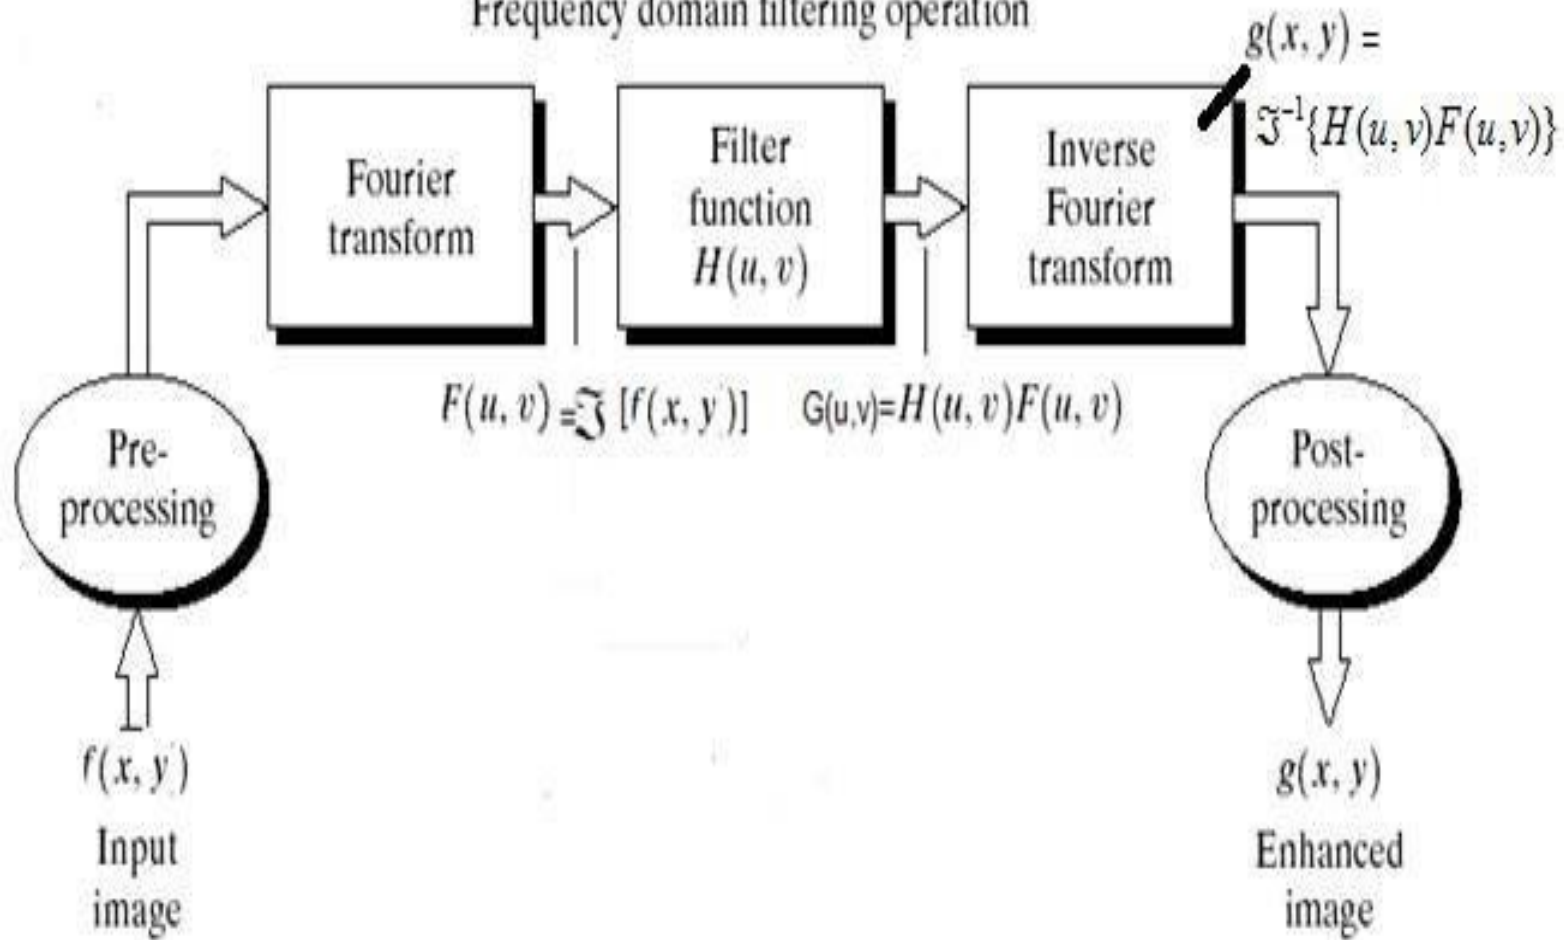 Frequency domain filtering operation
g(x, y) =
ℑ⁻¹{H(u,v)F(u,v)}
Fourier
transform
Filter
function
H(u, v)
Inverse
Fourier
transform
F(u, v) =ℑ [f(x, y)]
G(u,v)=H(u, v)F(u, v)
Pre-
processing
Post-
processing
f(x, y)
Input
image
g(x, y)
Enhanced
image